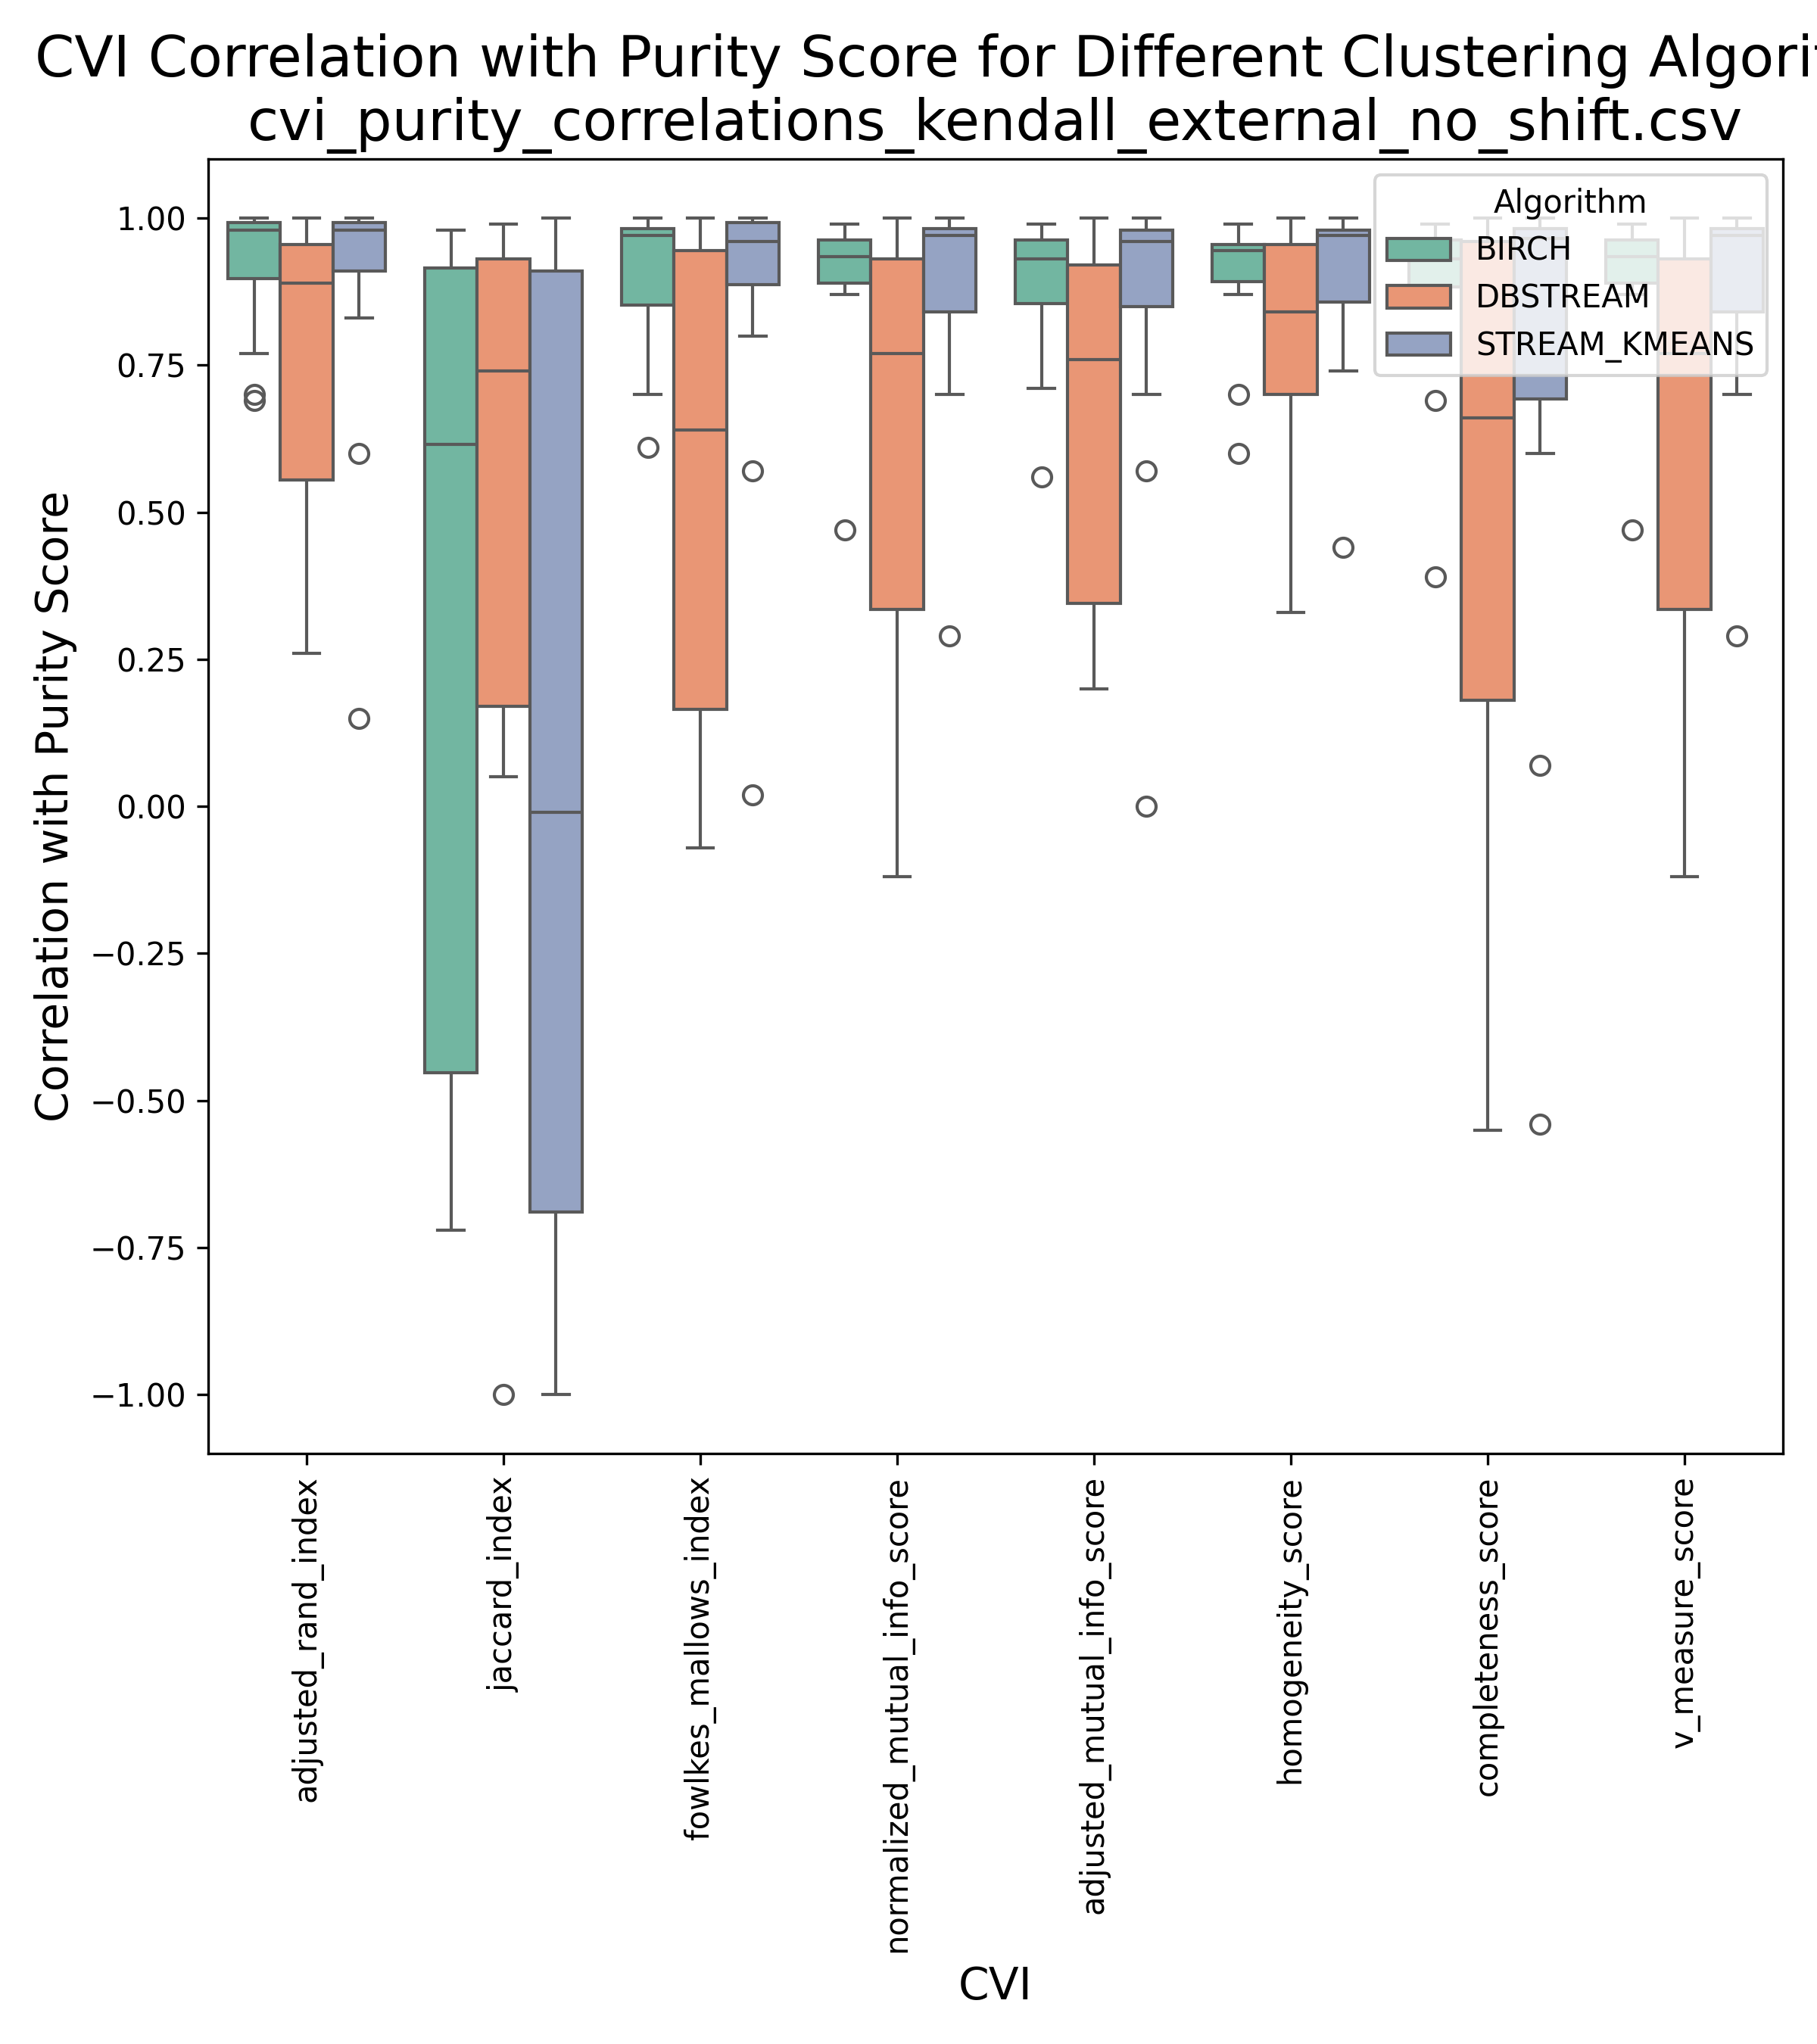 CVI Correlation with Purity Score for Different Clustering Algori
cvi_purity_correlations_kendall_external_no_shift.csv
Algorithm
BIRCH
DBSTREAM
STREAM_KMEANS
Correlation with Purity Score
1.00
0.75
0.50
0.25
0.00
−0.25
−0.50
−0.75
−1.00
adjusted_rand_index
jaccard_index
fowlkes_mallows_index
normalized_mutual_info_score
adjusted_mutual_info_score
homogeneity_score
completeness_score
v_measure_score
CVI